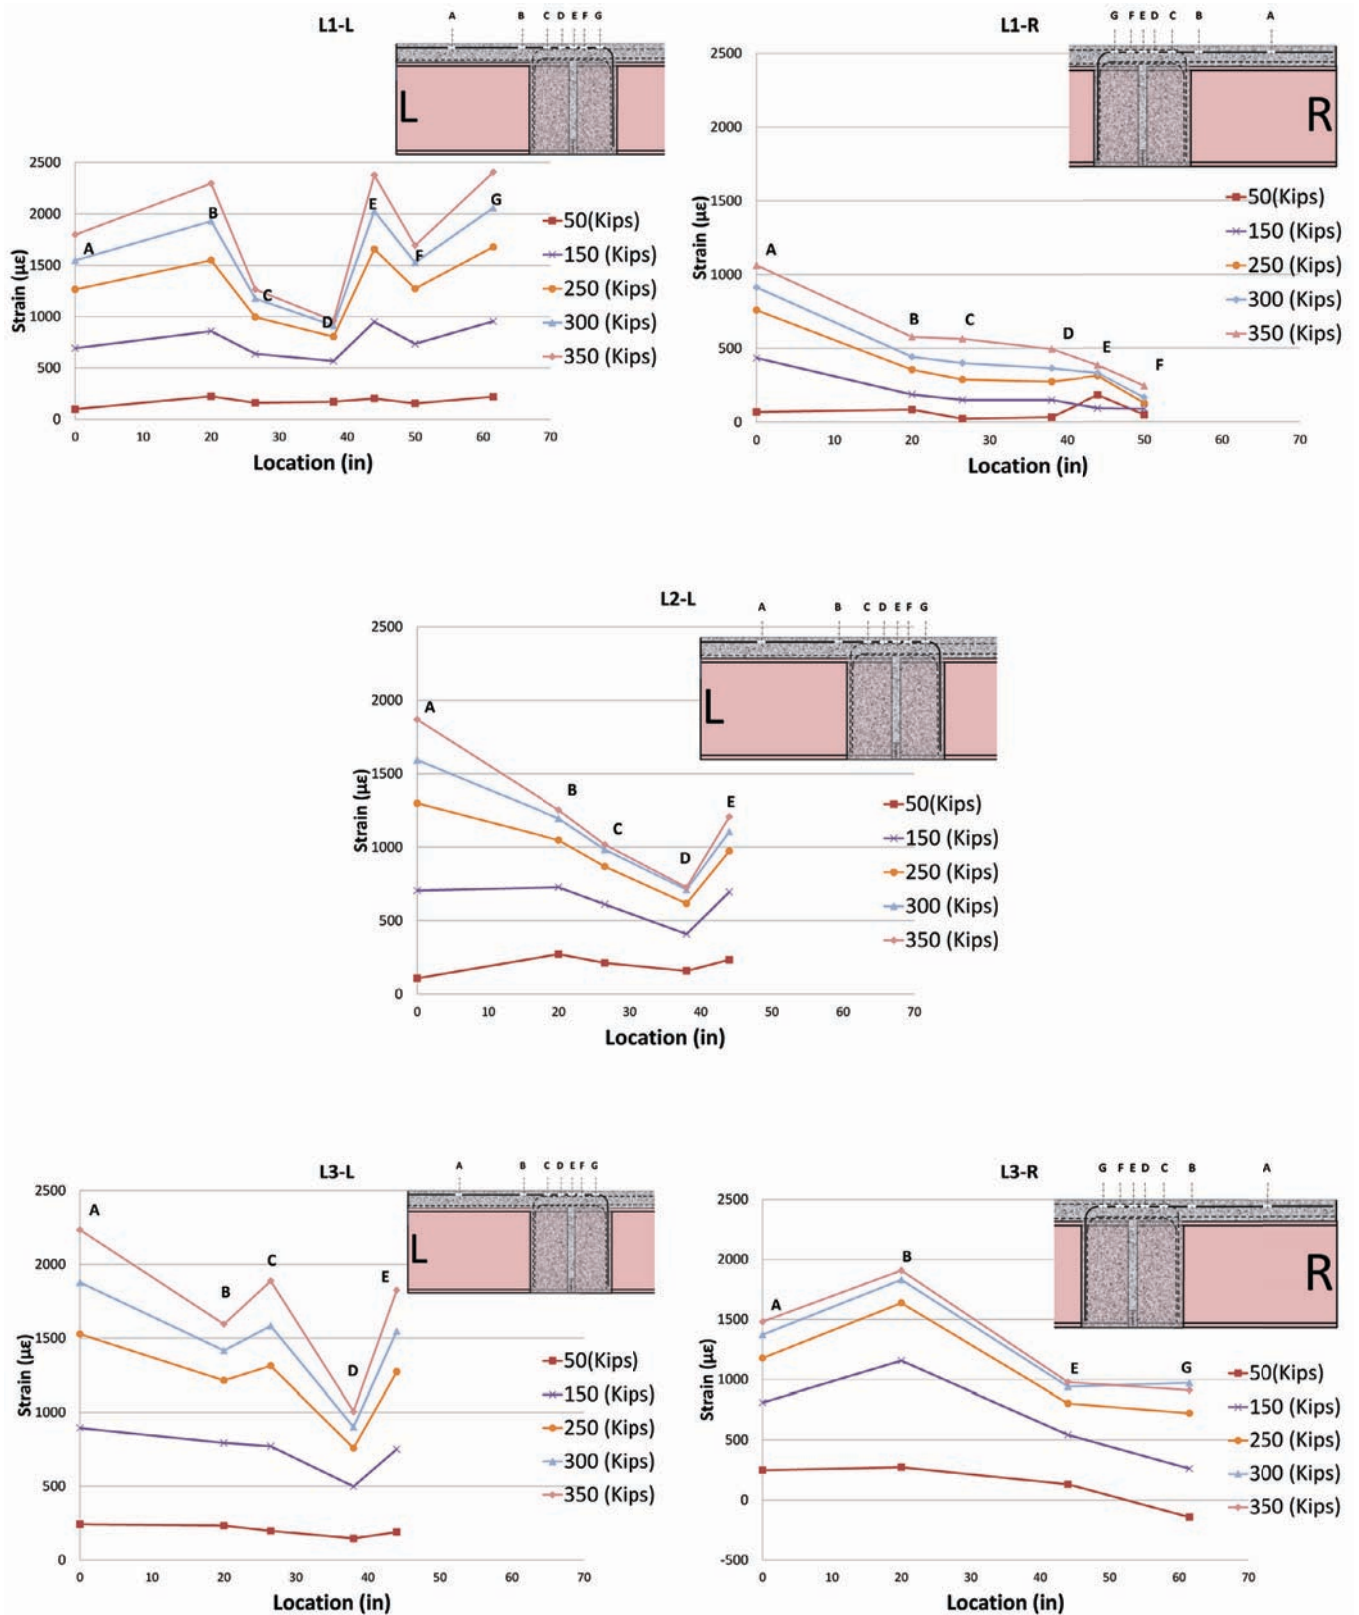 L1-L
A B C D E F G
L
2500
2000
1500
1000
500
0
Strain (με)
A
B
C
D
E
F
G
0 10 20 30 40 50 60 70
Location (in)
50(Kips)
150 (Kips)
250 (Kips)
300 (Kips)
350 (Kips)
L1-R
G F E D C B A
R
2500
2000
1500
1000
500
0
Strain (με)
A
B
C
D
E
F
0 10 20 30 40 50 60 70
Location (in)
50(Kips)
150 (Kips)
250 (Kips)
300 (Kips)
350 (Kips)
L2-L
A B C D E F G
L
2500
2000
1500
1000
500
0
Strain (με)
A
B
C
D
E
0 10 20 30 40 50 60 70
Location (in)
50(Kips)
150 (Kips)
250 (Kips)
300 (Kips)
350 (Kips)
L3-L
A B C D E F G
L
2500
2000
1500
1000
500
0
Strain (με)
A
B
C
D
E
0 10 20 30 40 50 60 70
Location (in)
50(Kips)
150 (Kips)
250 (Kips)
300 (Kips)
350 (Kips)
L3-R
G F E D C B A
R
2500
2000
1500
1000
500
0
-500
Strain (με)
A
B
E
G
0 10 20 30 40 50 60 70
Location (in)
50(Kips)
150 (Kips)
250 (Kips)
300 (Kips)
350 (Kips)